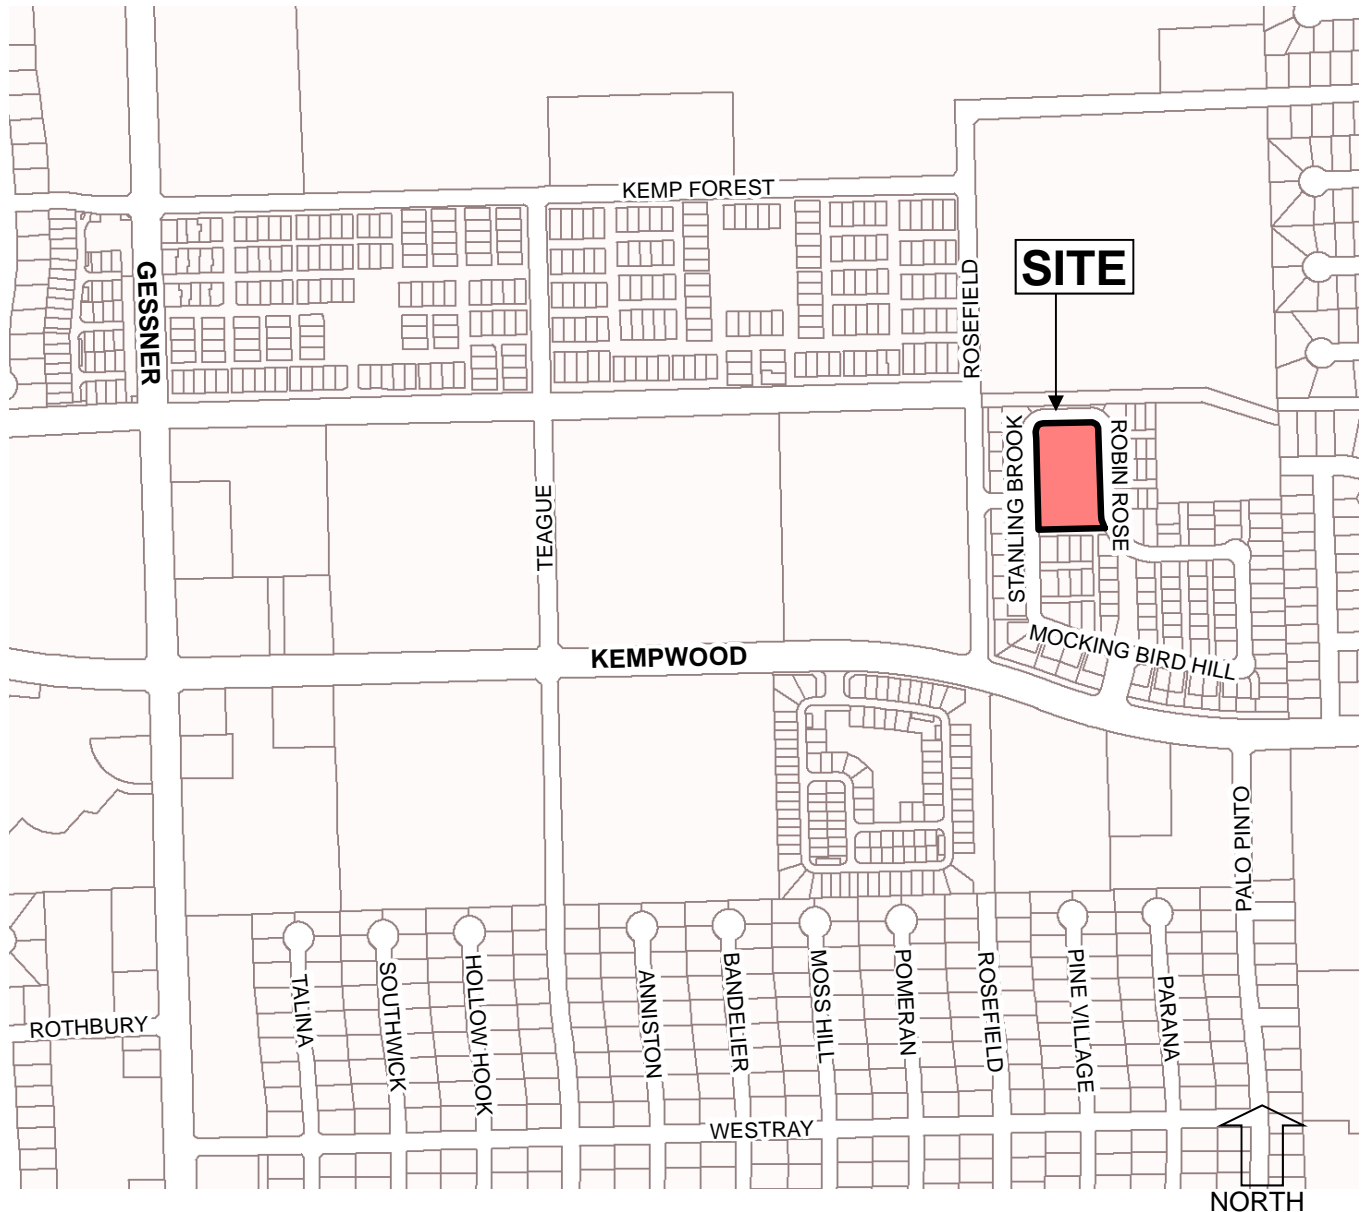 KEMP FOREST
SITE
GESSNER
ROSEFIELD
STANLING BROOK
ROBIN ROSE
TEAGUE
MOCKING BIRD HILL
KEMPWOOD
PALO PINTO
TALINA
SOUTHWICK
HOLLOW HOOK
ANNISTON
BANDELIER
MOSS HILL
POMERAN
ROSEFIELD
PINE VILLAGE
PARANA
ROTHBURY
WESTRAY
NORTH